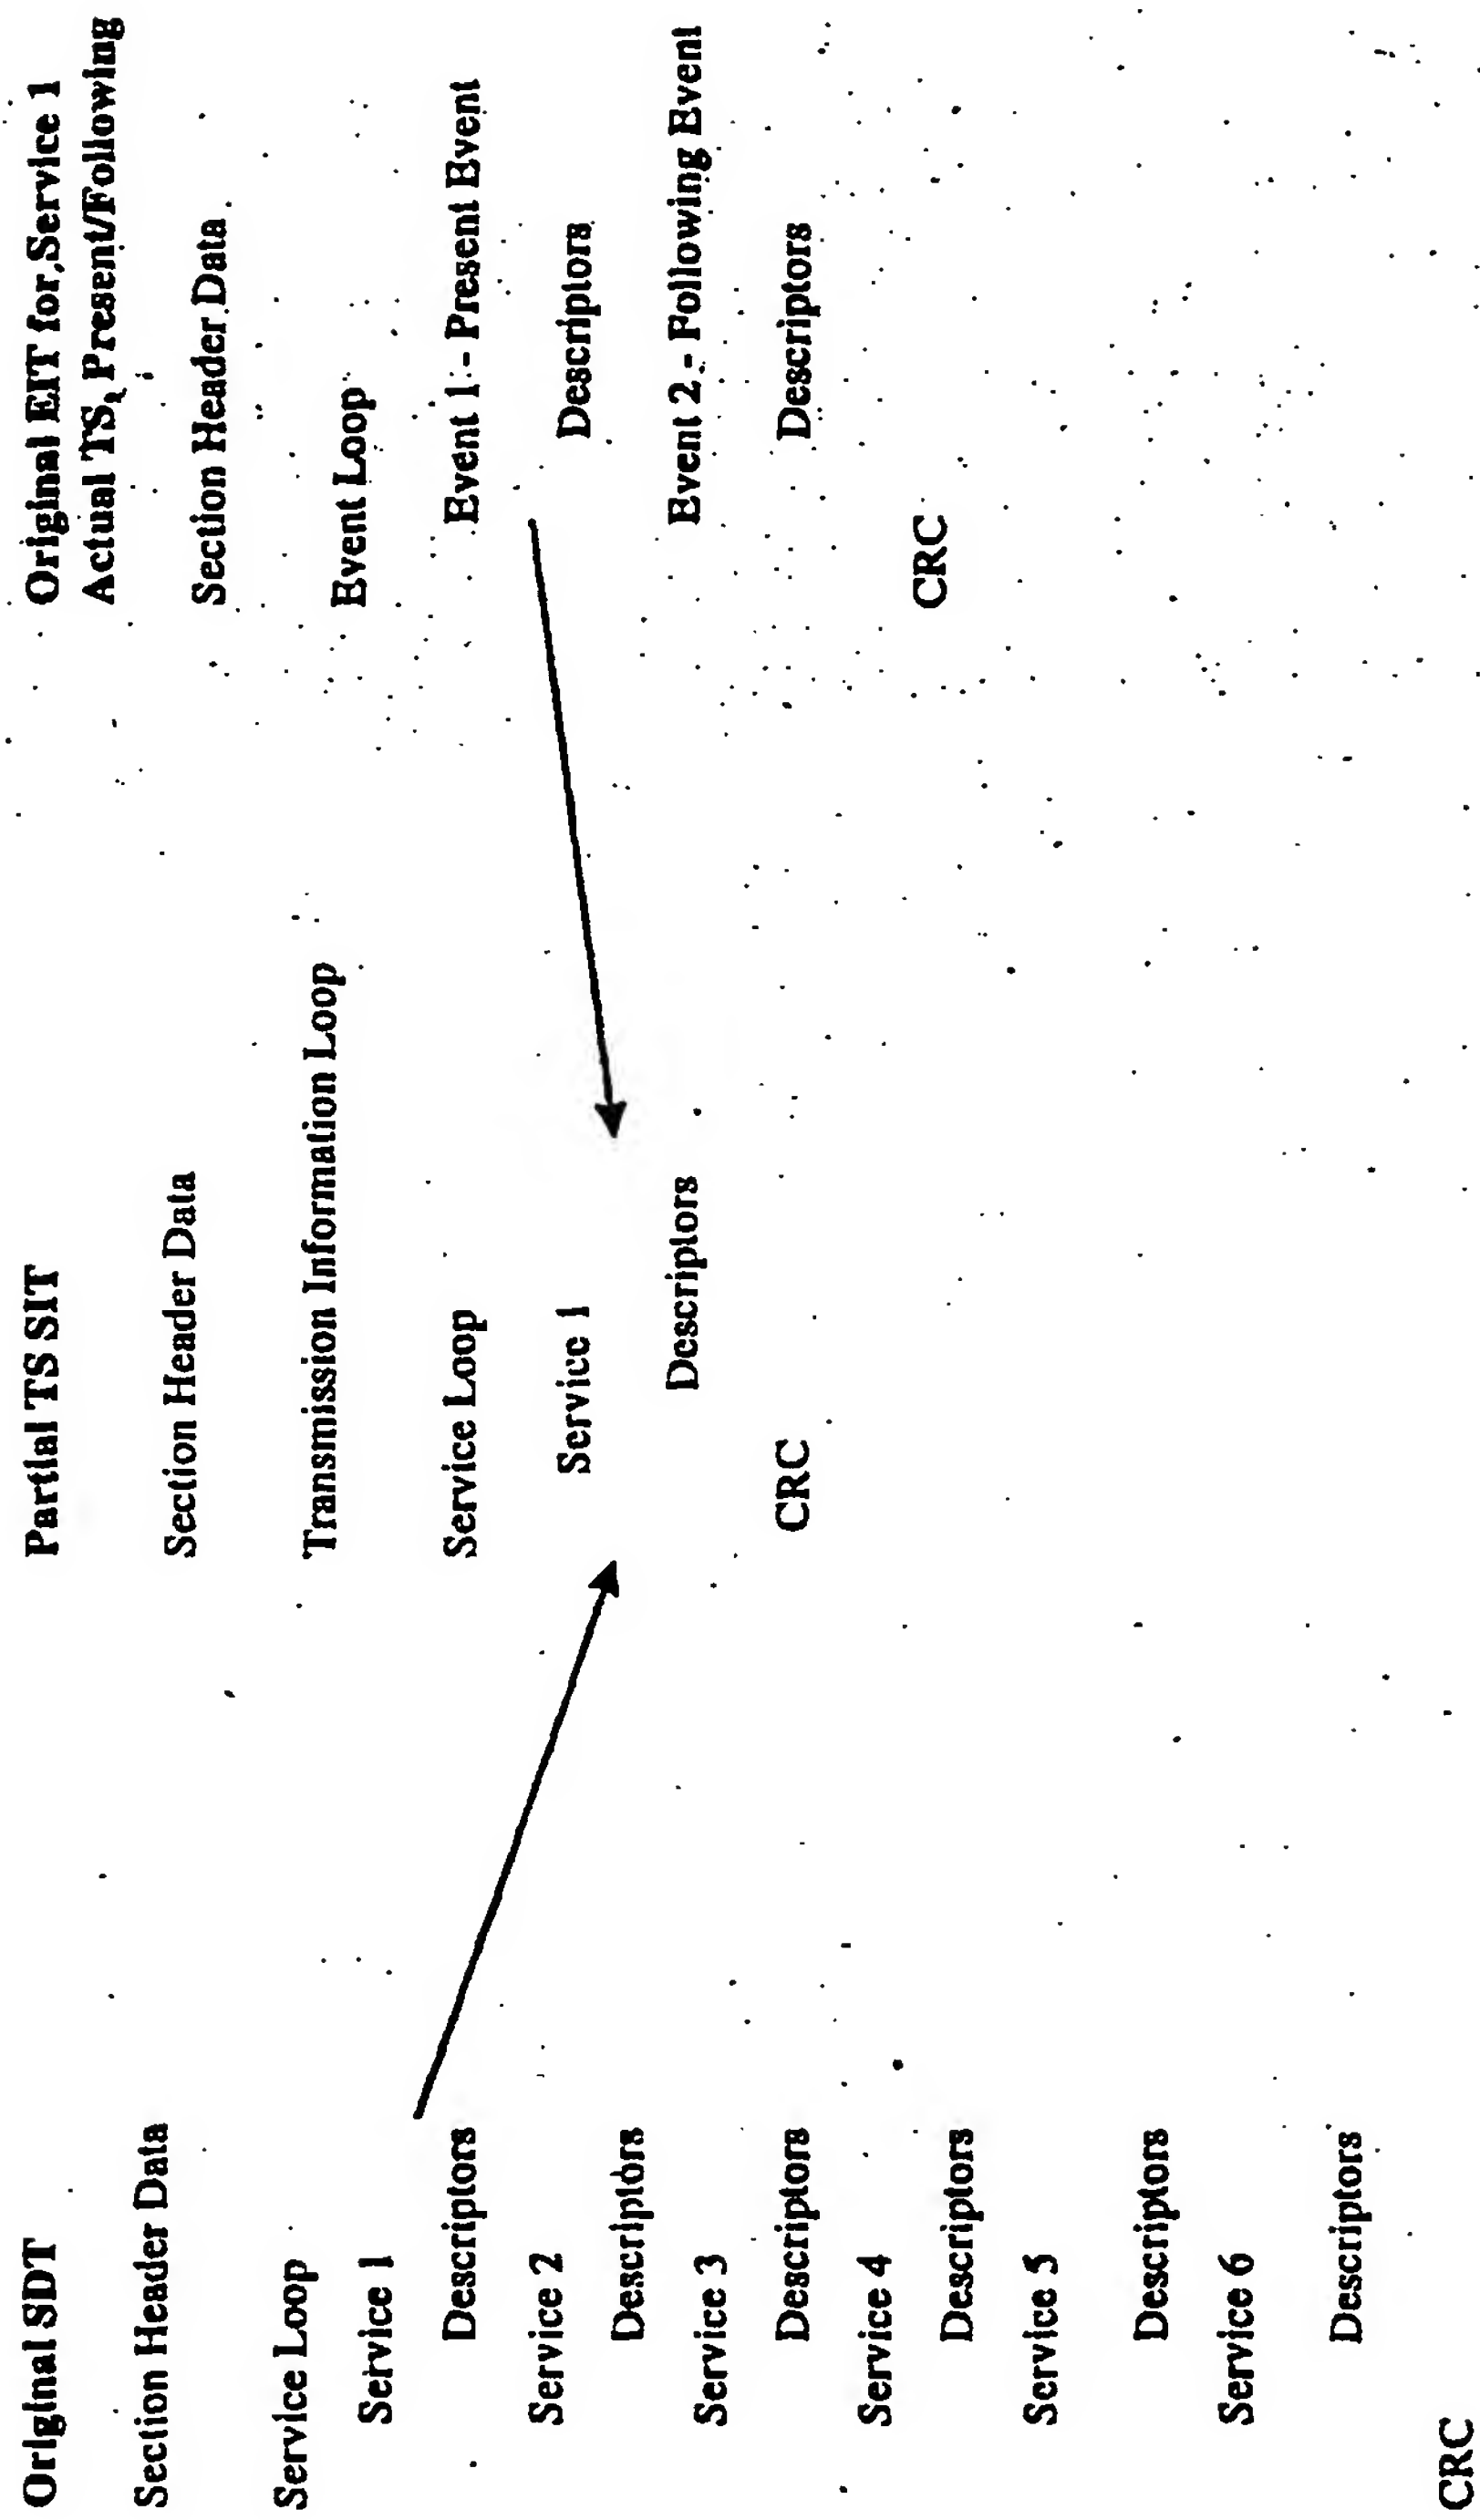 Original SDT
Section Header Data
Service Loop
Service 1
Descriptors
Service 2
Descriptors
Service 3
Descriptors
Service 4
Descriptors
Service 5
Descriptors
Service 6
Descriptors
CRC
Partial TS SIT
Section Header Data
Transmission Information Loop
Service Loop
Service 1
Descriptors
CRC
Original EIT for Service 1
Actual TS, Present/Following
Section Header Data
Event Loop
Event 1 - Present Event
Descriptors
Event 2 - Following Event
Descriptors
CRC